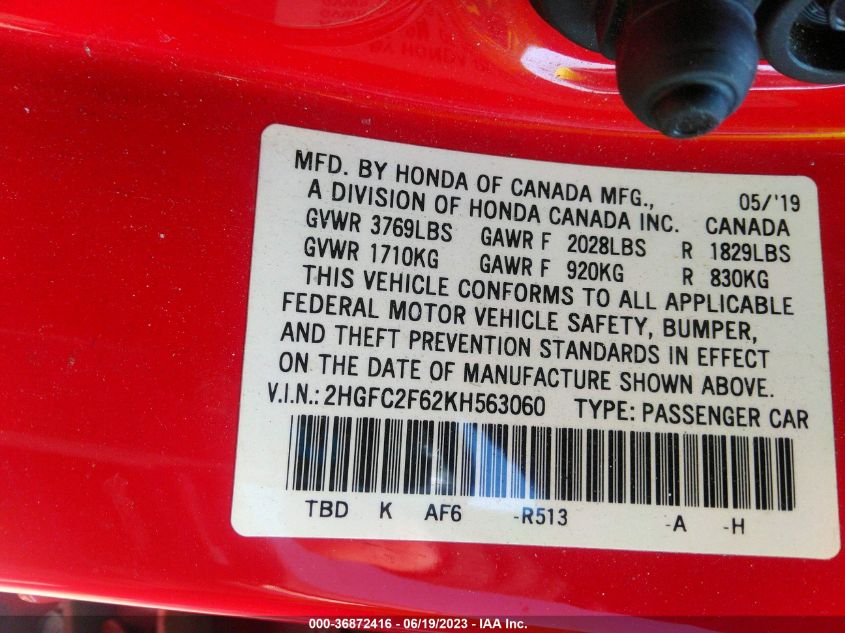 MFD. BY HONDA OF CANADA MFG., 05/'19
A DIVISION OF HONDA CANADA INC. CANADA
GVWR 3769LBS GAWR F 2028LBS R 1829LBS
GVWR 1710KG GAWR F 920KG R 830KG
THIS VEHICLE CONFORMS TO ALL APPLICABLE
FEDERAL MOTOR VEHICLE SAFETY, BUMPER,
AND THEFT PREVENTION STANDARDS IN EFFECT
ON THE DATE OF MANUFACTURE SHOWN ABOVE.
V.I.N.: 2HGFC2F62KH563060 TYPE: PASSENGER CAR
TBD K AF6 -R513 -A -H
000-36872416 - 06/19/2023 - IAA Inc.